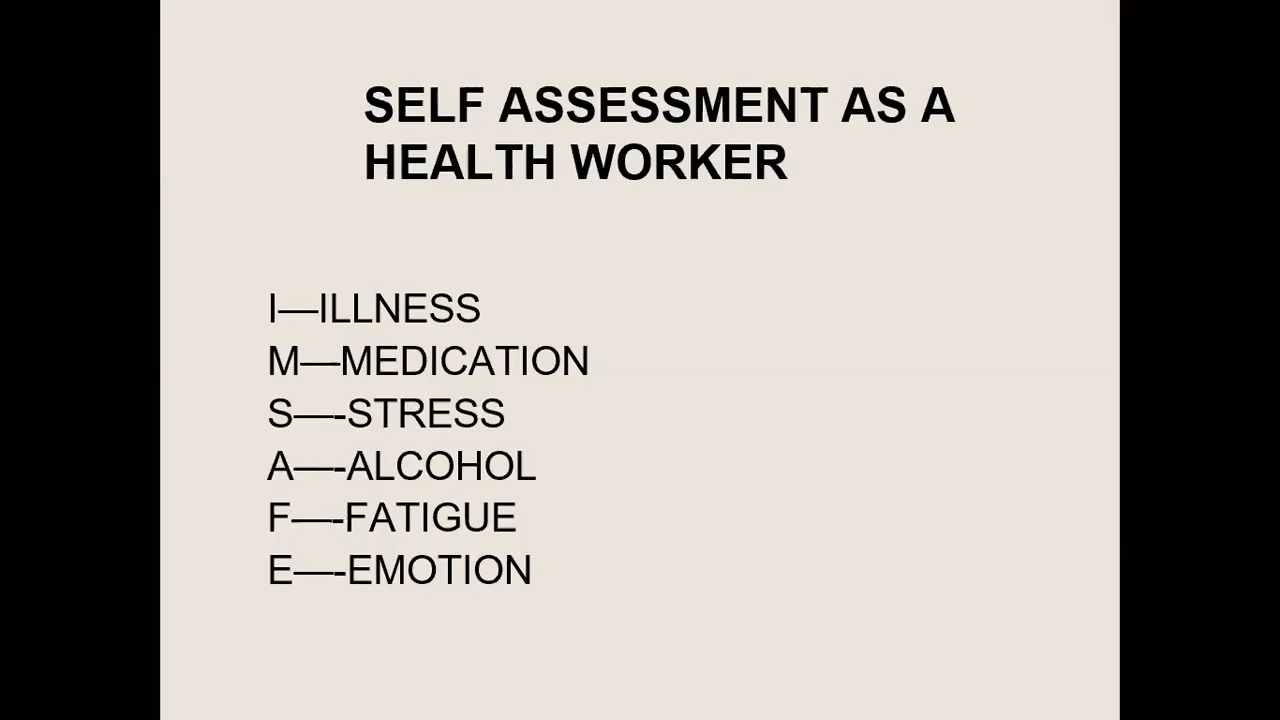 SELF ASSESSMENT AS A
HEALTH WORKER
I—ILLNESS
M—MEDICATION
S—-STRESS
A—-ALCOHOL
F—-FATIGUE
E—-EMOTION